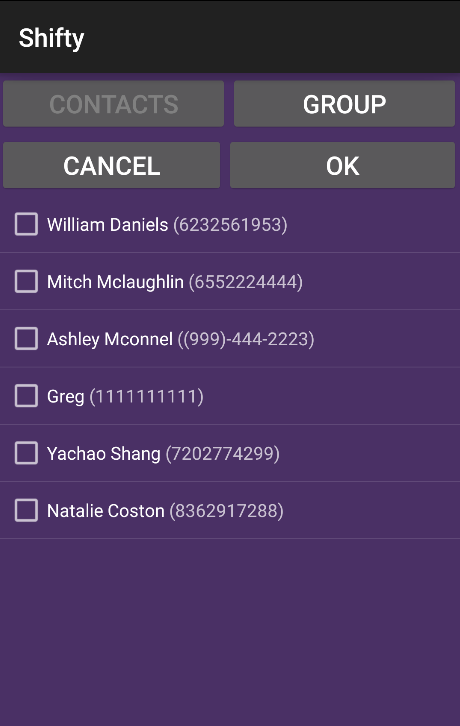 Shifty
CONTACTS GROUP
CANCEL OK
William Daniels (6232561953)
Mitch Mclaughlin (6552224444)
Ashley Mconnel ((999)-444-2223)
Greg (1111111111)
Yachao Shang (7202774299)
Natalie Coston (8362917288)